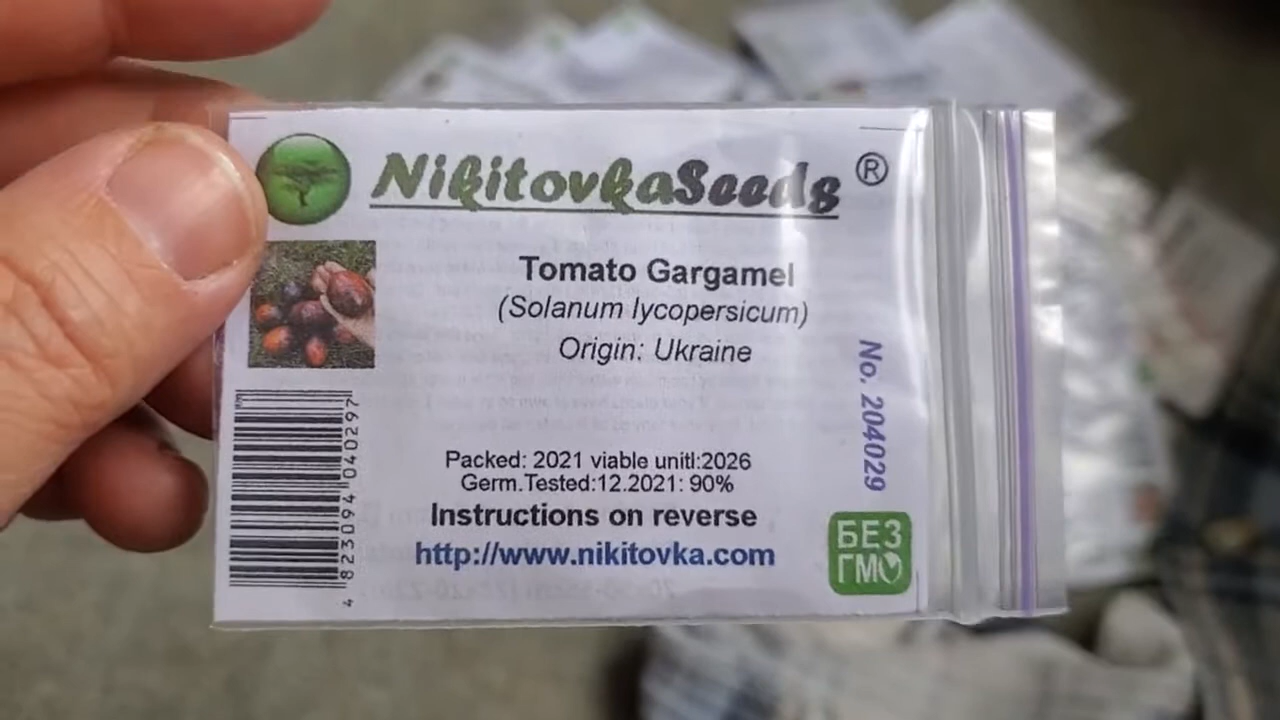 NikitovkaSeeds ®
Tomato Gargamel
(Solanum lycopersicum)
Origin: Ukraine
No. 204029
Packed: 2021 viable unitl:2026
Germ.Tested:12.2021: 90%
Instructions on reverse
http://www.nikitovka.com
4 823094 040297
БЕЗ
ГМО